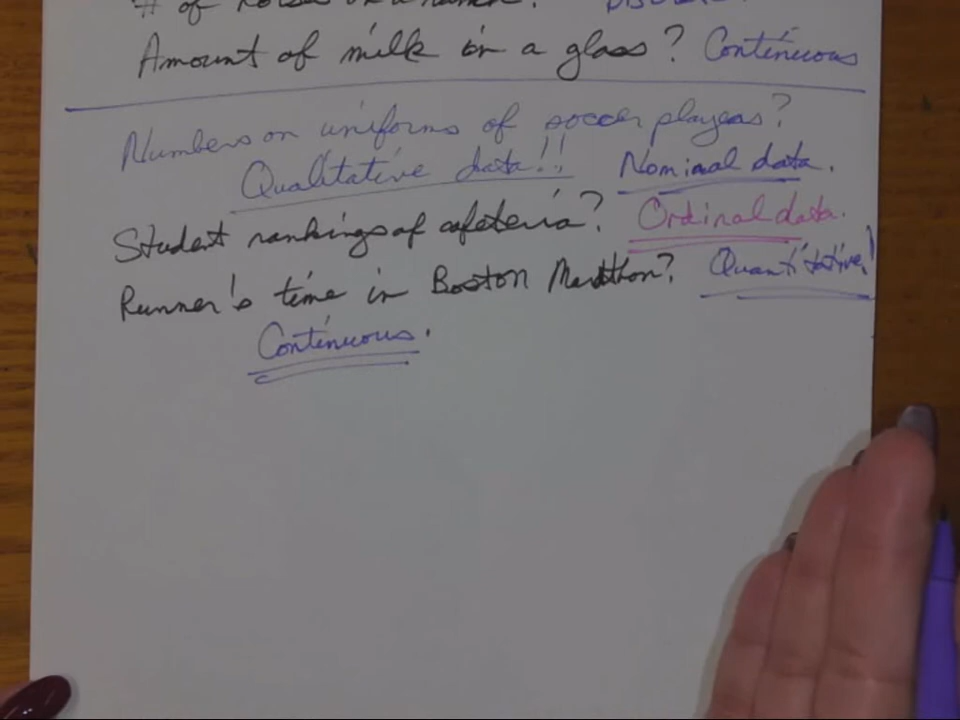 # of
Amount of milk in a glass? Continuous
Numbers on uniforms of soccer players?
Qualitative data!! Nominal data.
Student rankings of cafeteria? Ordinal data.
Runner's time in Boston Marathon? Quantitative!
Continuous.